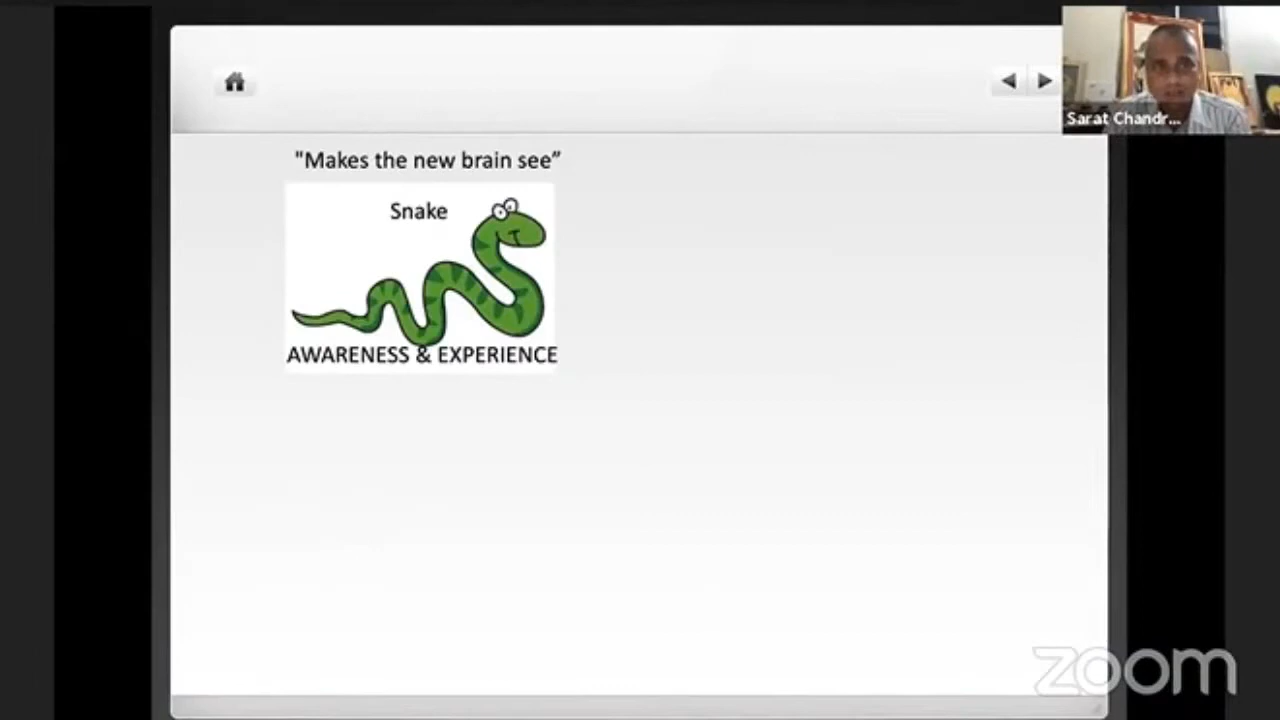 "Makes the new brain see”
Snake
AWARENESS & EXPERIENCE
Sarat Chandr...
zoom